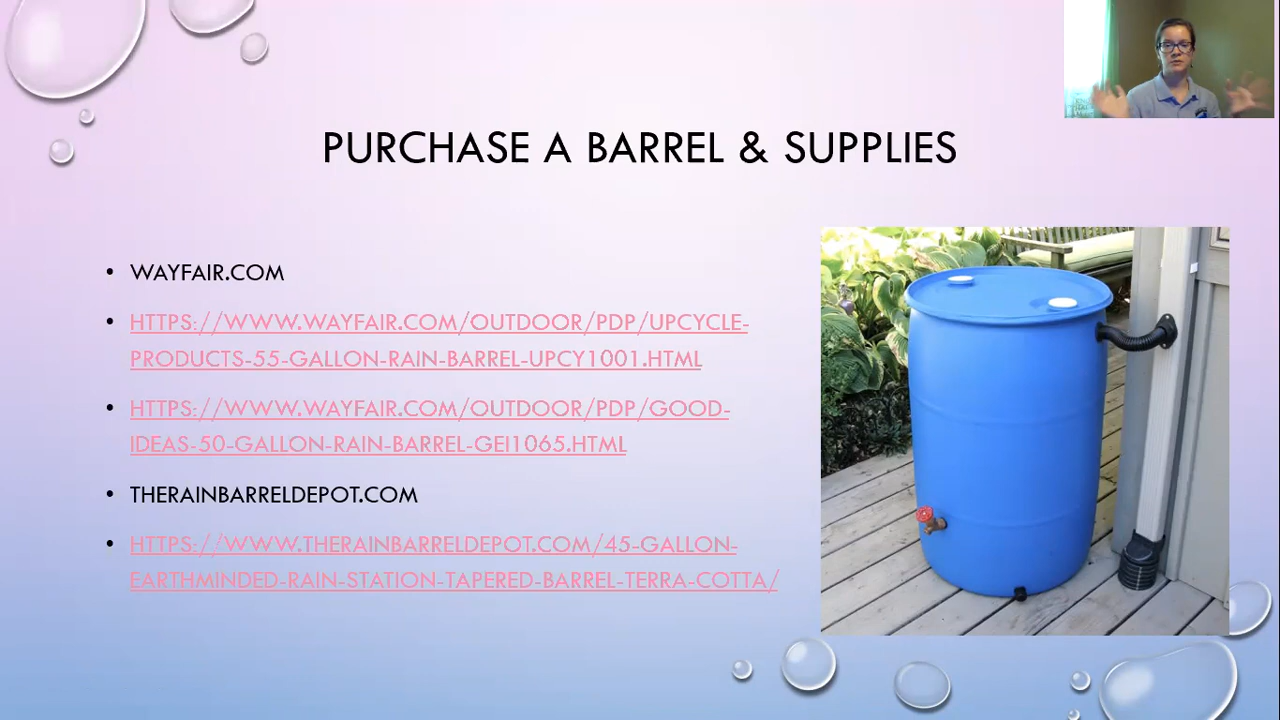 PURCHASE A BARREL & SUPPLIES
• WAYFAIR.COM
• HTTPS://WWW.WAYFAIR.COM/OUTDOOR/PDP/UPCYCLE-
PRODUCTS-55-GALLON-RAIN-BARREL-UPCY1001.HTML
• HTTPS://WWW.WAYFAIR.COM/OUTDOOR/PDP/GOOD-
IDEAS-50-GALLON-RAIN-BARREL-GEI1065.HTML
• THERAINBARRELDEPOT.COM
• HTTPS://WWW.THERAINBARRELDEPOT.COM/45-GALLON-
EARTHMINDED-RAIN-STATION-TAPERED-BARREL-TERRA-COTTA/